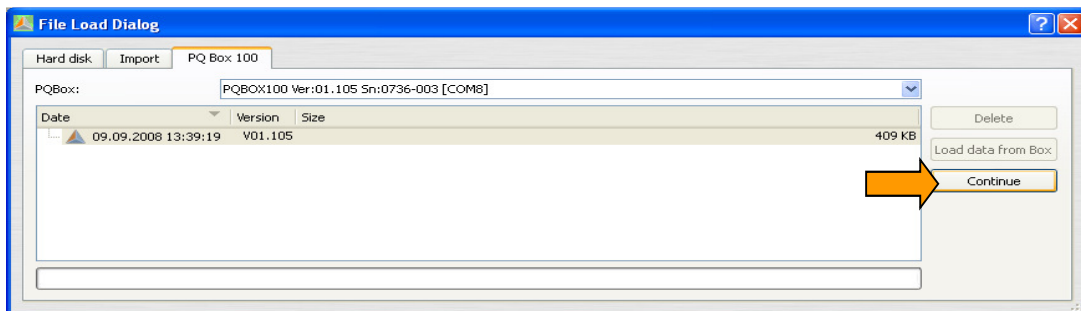 File Load Dialog
Hard disk Import PQ Box 100
PQBox: PQBOX100 Ver:01.105 Sn:0736-003 [COM8]
Date Version Size
09.09.2008 13:39:19 V01.105 409 KB
Delete
Load data from Box
Continue